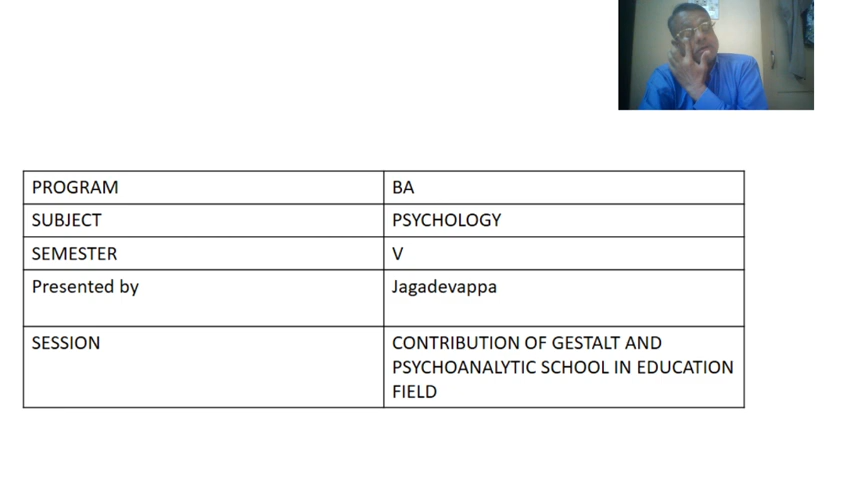 PROGRAM BA
SUBJECT PSYCHOLOGY
SEMESTER V
Presented by Jagadevappa
SESSION CONTRIBUTION OF GESTALT AND
PSYCHOANALYTIC SCHOOL IN EDUCATION
FIELD